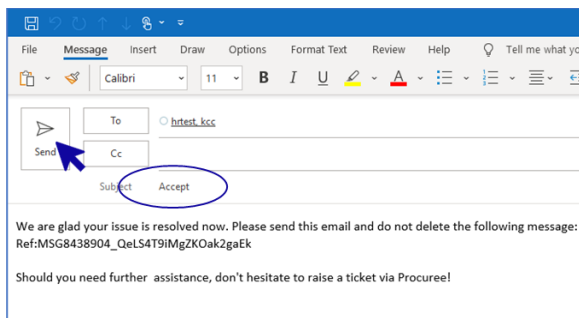 File Message Insert Draw Options Format Text Review Help Tell me what yo
Calibri 11 B I U A
To hrtest, kcc
Send Cc
Subject Accept
We are glad your issue is resolved now. Please send this email and do not delete the following message:
Ref:MSG8438904_QeLS4T9iMgZKOak2gaEk
Should you need further  assistance, don't hesitate to raise a ticket via Procuree!